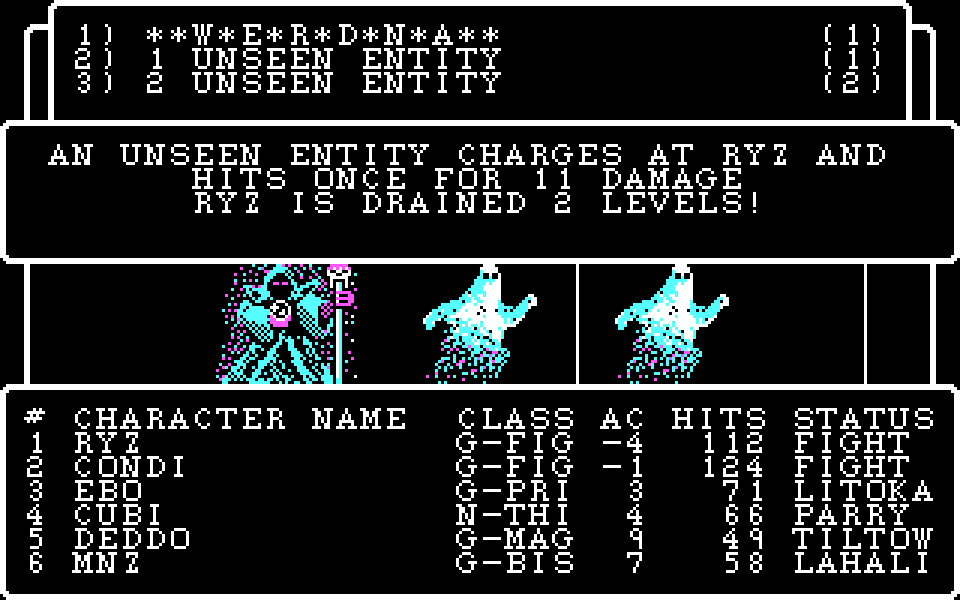 1) **W*E*R*D*N*A** (1)
2) 1 UNSEEN ENTITY (1)
3) 2 UNSEEN ENTITY (2)
AN UNSEEN ENTITY CHARGES AT RYZ AND
HITS ONCE FOR 11 DAMAGE
RYZ IS DRAINED 2 LEVELS!
# CHARACTER NAME CLASS AC HITS STATUS
1 RYZ G-FIG -4 112 FIGHT
2 CONDI G-FIG -1 124 FIGHT
3 EBO G-PRI 3 71 LITOKA
4 CUBI N-THI 4 66 PARRY
5 DEDDO G-MAG 9 49 TILTOW
6 MNZ G-BIS 7 58 LAHALI